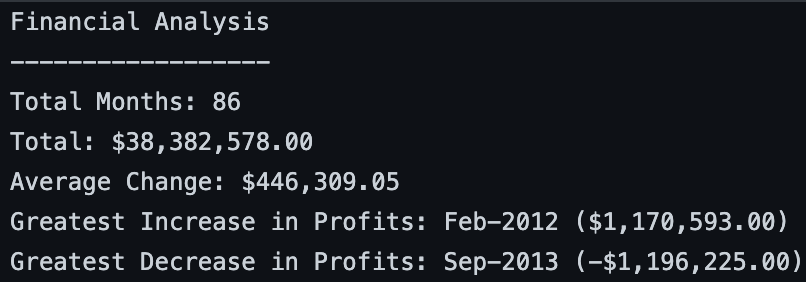 Financial Analysis
------------------
Total Months: 86
Total: $38,382,578.00
Average Change: $446,309.05
Greatest Increase in Profits: Feb-2012 ($1,170,593.00)
Greatest Decrease in Profits: Sep-2013 (-$1,196,225.00)